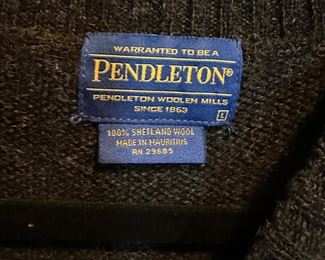 WARRANTED TO BE A
PENDLETON®
PENDLETON WOOLEN MILLS
SINCE 1863
L
100% SHETLAND WOOL
MADE IN MAURITIUS
RN 29685